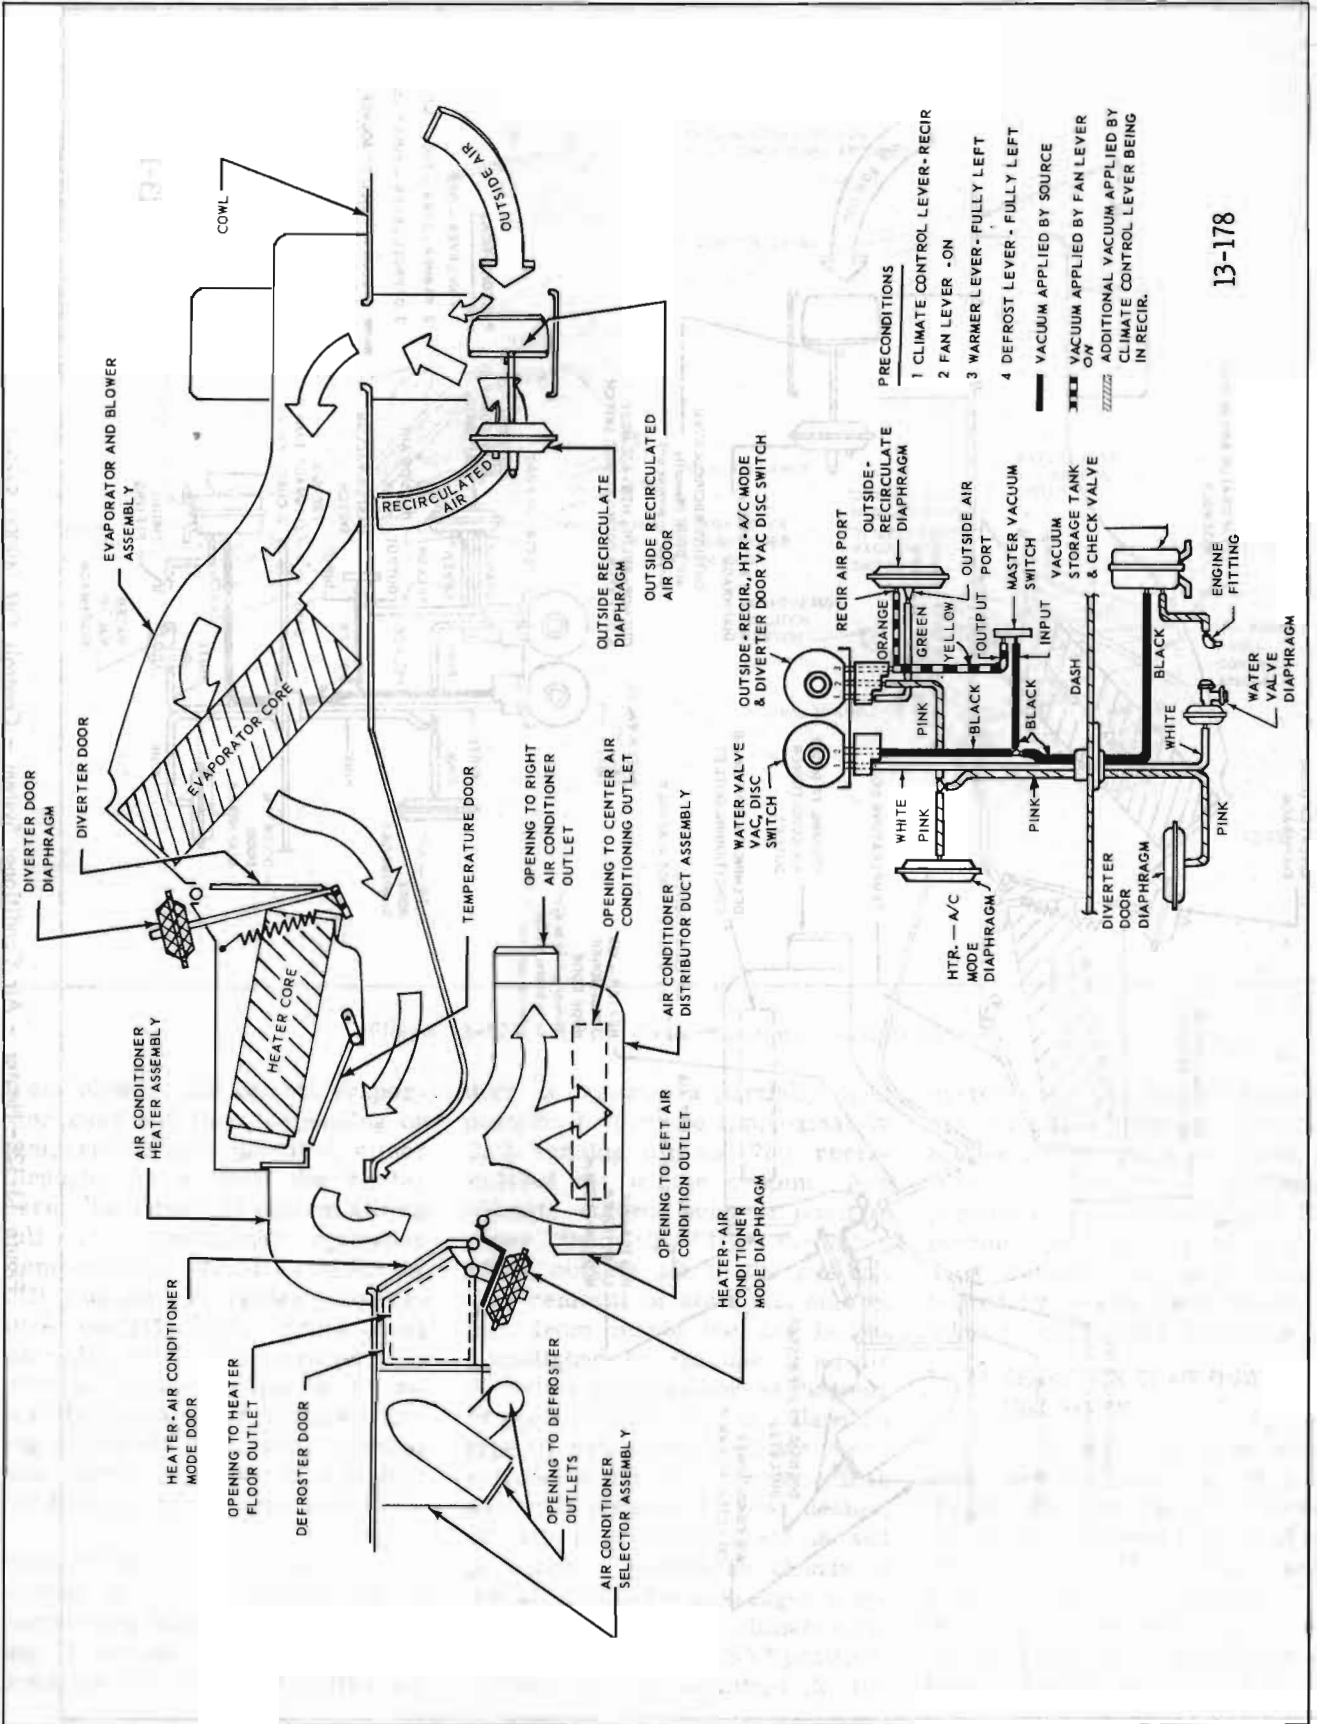 COWL
EVAPORATOR AND BLOWER
ASSEMBLY
DIVERTER DOOR
DIVERTER DOOR
DIAPHRAGM
EVAPORATOR CORE
HEATER CORE
AIR CONDITIONER
HEATER ASSEMBLY
HEATER-AIR CONDITIONER
MODE DOOR
OPENING TO HEATER
FLOOR OUTLET
DEFROSTER DOOR
OUTSIDE AIR
RECIRCULATED
AIR
OUTSIDE RECIRCULATE
DIAPHRAGM
OUTSIDE RECIRCULATED
AIR DOOR
TEMPERATURE DOOR
OPENING TO RIGHT
AIR CONDITIONER
OUTLET
OPENING TO CENTER AIR
CONDITIONING OUTLET
AIR CONDITIONER
DISTRIBUTOR DUCT ASSEMBLY
OPENING TO LEFT AIR
CONDITION OUTLET
HEATER-AIR
CONDITIONER
MODE DIAPHRAGM
OPENING TO DEFROSTER
OUTLETS
AIR CONDITIONER
SELECTOR ASSEMBLY
OUTSIDE-RECIR., HTR-A/C MODE
& DIVERTER DOOR VAC DISC SWITCH
WATER VALVE
VAC, DISC
SWITCH
RECIR AIR PORT
OUTSIDE-
RECIRCULATE
DIAPHRAGM
ORANGE
GREEN
OUTSIDE AIR
PORT
YELLOW
OUTPUT
MASTER VACUUM
SWITCH
INPUT
1 2
1 2 3
PINK
BLACK
BLACK
WHITE
PINK
PINK
HTR.-A/C
MODE
DIAPHRAGM
DASH
VACUUM
STORAGE TANK
& CHECK VALVE
BLACK
ENGINE
FITTING
WHITE
WATER
VALVE
DIAPHRAGM
PINK
DIVERTER
DOOR
DIAPHRAGM
PRECONDITIONS
1 CLIMATE CONTROL LEVER-RECIR
2 FAN LEVER -ON
3 WARMER LEVER-FULLY LEFT
4 DEFROST LEVER-FULLY LEFT
VACUUM APPLIED BY SOURCE
VACUUM APPLIED BY FAN LEVER
ON
ADDITIONAL VACUUM APPLIED BY
CLIMATE CONTROL LEVER BEING
IN RECIR.
13-178